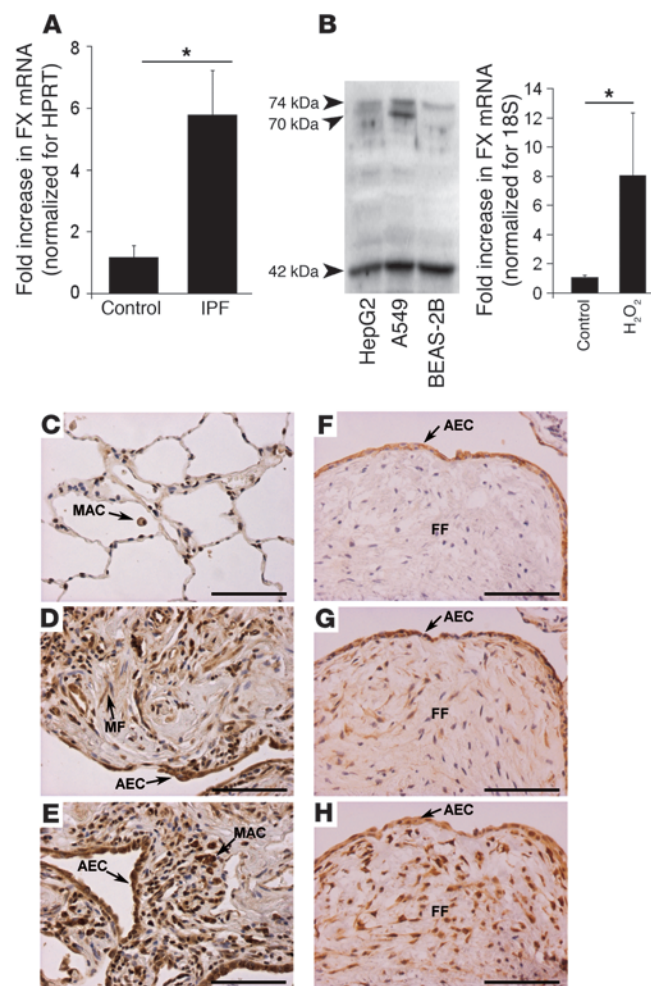 A
Fold increase in FX mRNA
(normalized for HPRT)
8
6
4
2
0
*
Control
IPF
B
74 kDa
70 kDa
42 kDa
HepG2
A549
BEAS-2B
Fold increase in FX mRNA
(normalized for 18S)
14
12
10
8
6
4
2
0
*
Control
H₂O₂
C
MAC
D
MF
AEC
E
AEC
MAC
F
AEC
FF
G
AEC
FF
H
AEC
FF